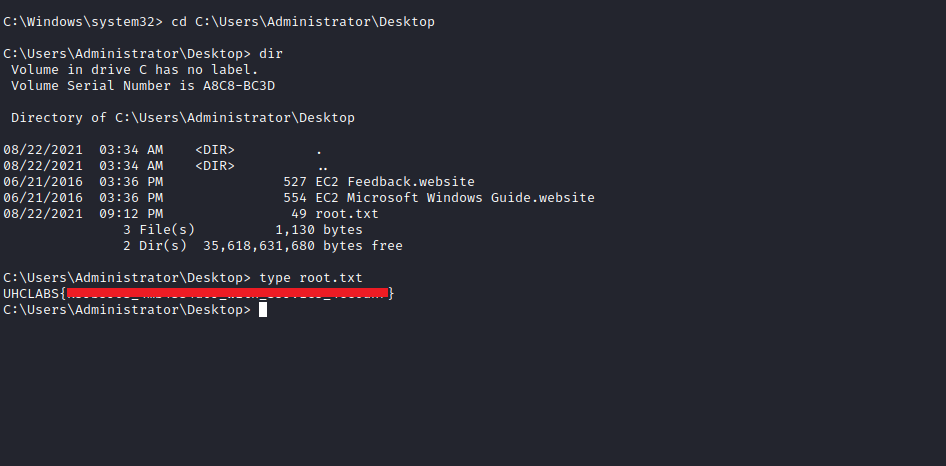 C:\Windows\system32> cd C:\Users\Administrator\Desktop
C:\Users\Administrator\Desktop> dir
 Volume in drive C has no label.
 Volume Serial Number is A8C8-BC3D
 Directory of C:\Users\Administrator\Desktop
08/22/2021  03:34 AM    <DIR>          .
08/22/2021  03:34 AM    <DIR>          ..
06/21/2016  03:36 PM               527 EC2 Feedback.website
06/21/2016  03:36 PM               554 EC2 Microsoft Windows Guide.website
08/22/2021  09:12 PM                49 root.txt
               3 File(s)          1,130 bytes
               2 Dir(s)  35,618,631,680 bytes free
C:\Users\Administrator\Desktop> type root.txt
UHCLABS{}
C:\Users\Administrator\Desktop>